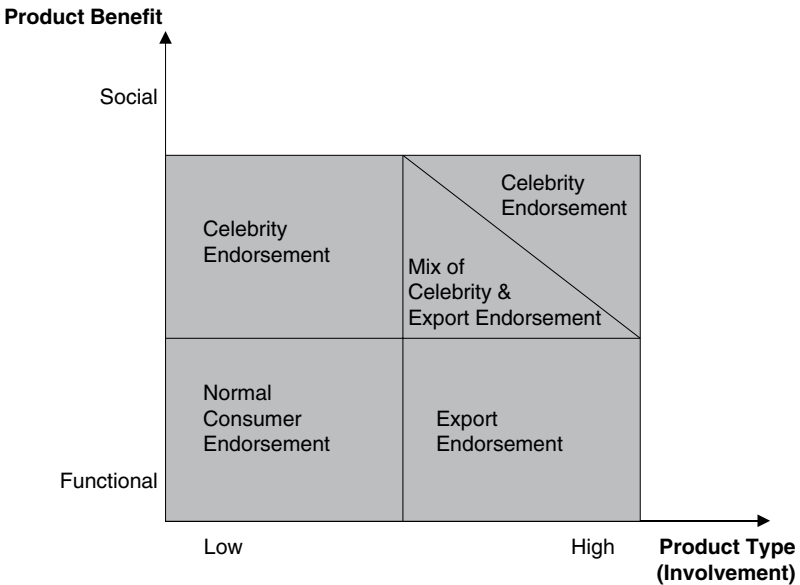 Product Benefit
Social
Celebrity
Endorsement
Celebrity
Endorsement
Mix of
Celebrity &
Export Endorsement
Normal
Consumer
Endorsement
Export
Endorsement
Functional
Low
High
Product Type
(Involvement)